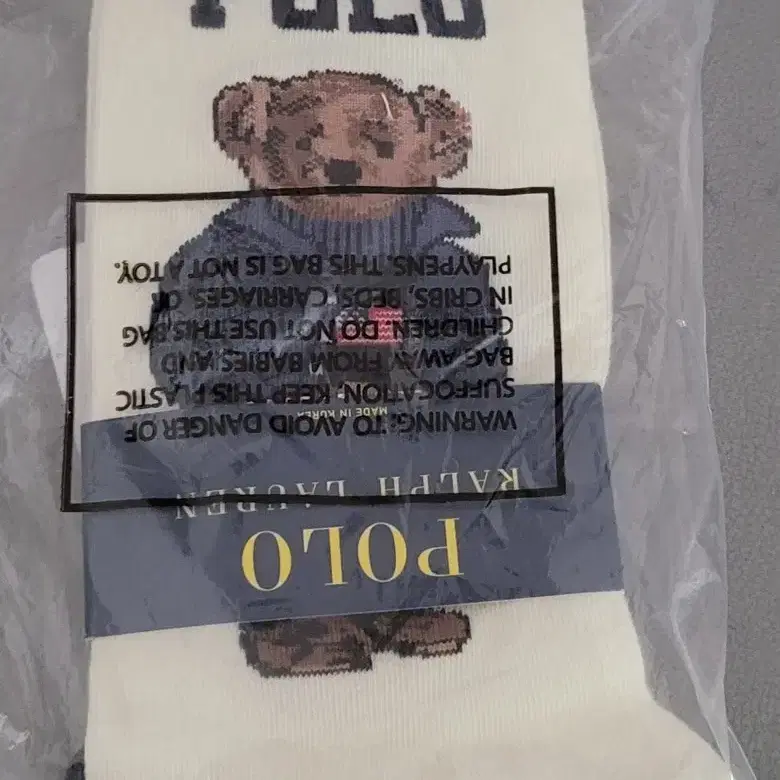 POLO
WARNING: TO AVOID DANGER OF
SUFFOCATION, KEEP THIS PLASTIC
BAG AWAY FROM BABIES AND
CHILDREN. DO NOT USE THIS BAG
IN CRIBS, BEDS, CARRIAGES, OR
PLAYPENS. THIS BAG IS NOT A TOY.
MADE IN KOREA
POLO
RALPH LAUREN